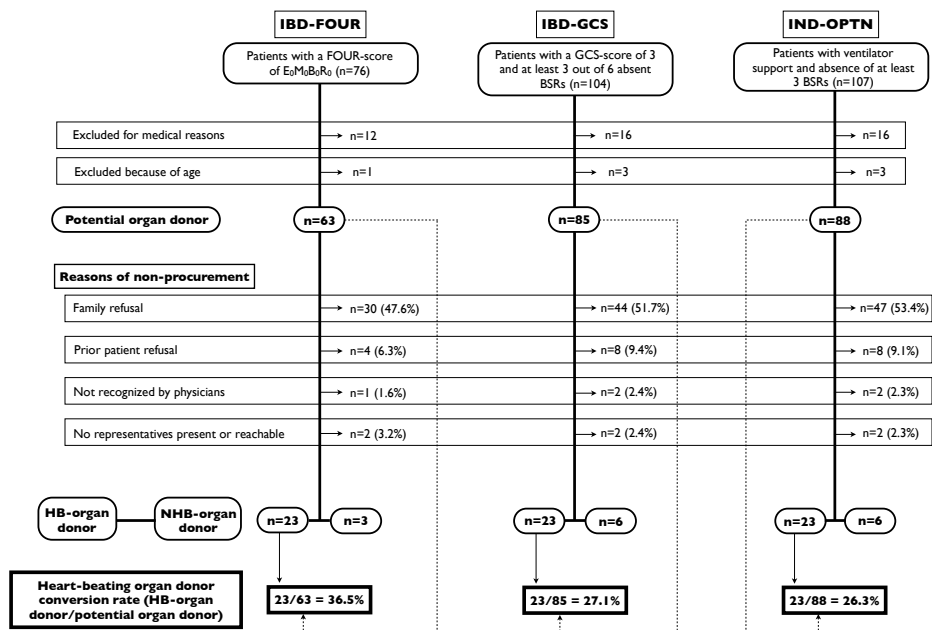 IBD-FOUR
IBD-GCS
IND-OPTN
Patients with a FOUR-score
of E₀M₀B₀R₀ (n=76)
Patients with a GCS-score of 3
and at least 3 out of 6 absent
BSRs (n=104)
Patients with ventilator
support and absence of at least
3 BSRs (n=107)
Excluded for medical reasons
n=12
n=16
n=16
Excluded because of age
n=1
n=3
n=3
Potential organ donor
n=63
n=85
n=88
Reasons of non-procurement
Family refusal
n=30 (47.6%)
n=44 (51.7%)
n=47 (53.4%)
Prior patient refusal
n=4 (6.3%)
n=8 (9.4%)
n=8 (9.1%)
Not recognized by physicians
n=1 (1.6%)
n=2 (2.4%)
n=2 (2.3%)
No representatives present or reachable
n=2 (3.2%)
n=2 (2.4%)
n=2 (2.3%)
HB-organ
donor
NHB-organ
donor
n=23
n=3
n=23
n=6
n=23
n=6
Heart-beating organ donor
conversion rate (HB-organ
donor/potential organ donor)
23/63 = 36.5%
23/85 = 27.1%
23/88 = 26.3%